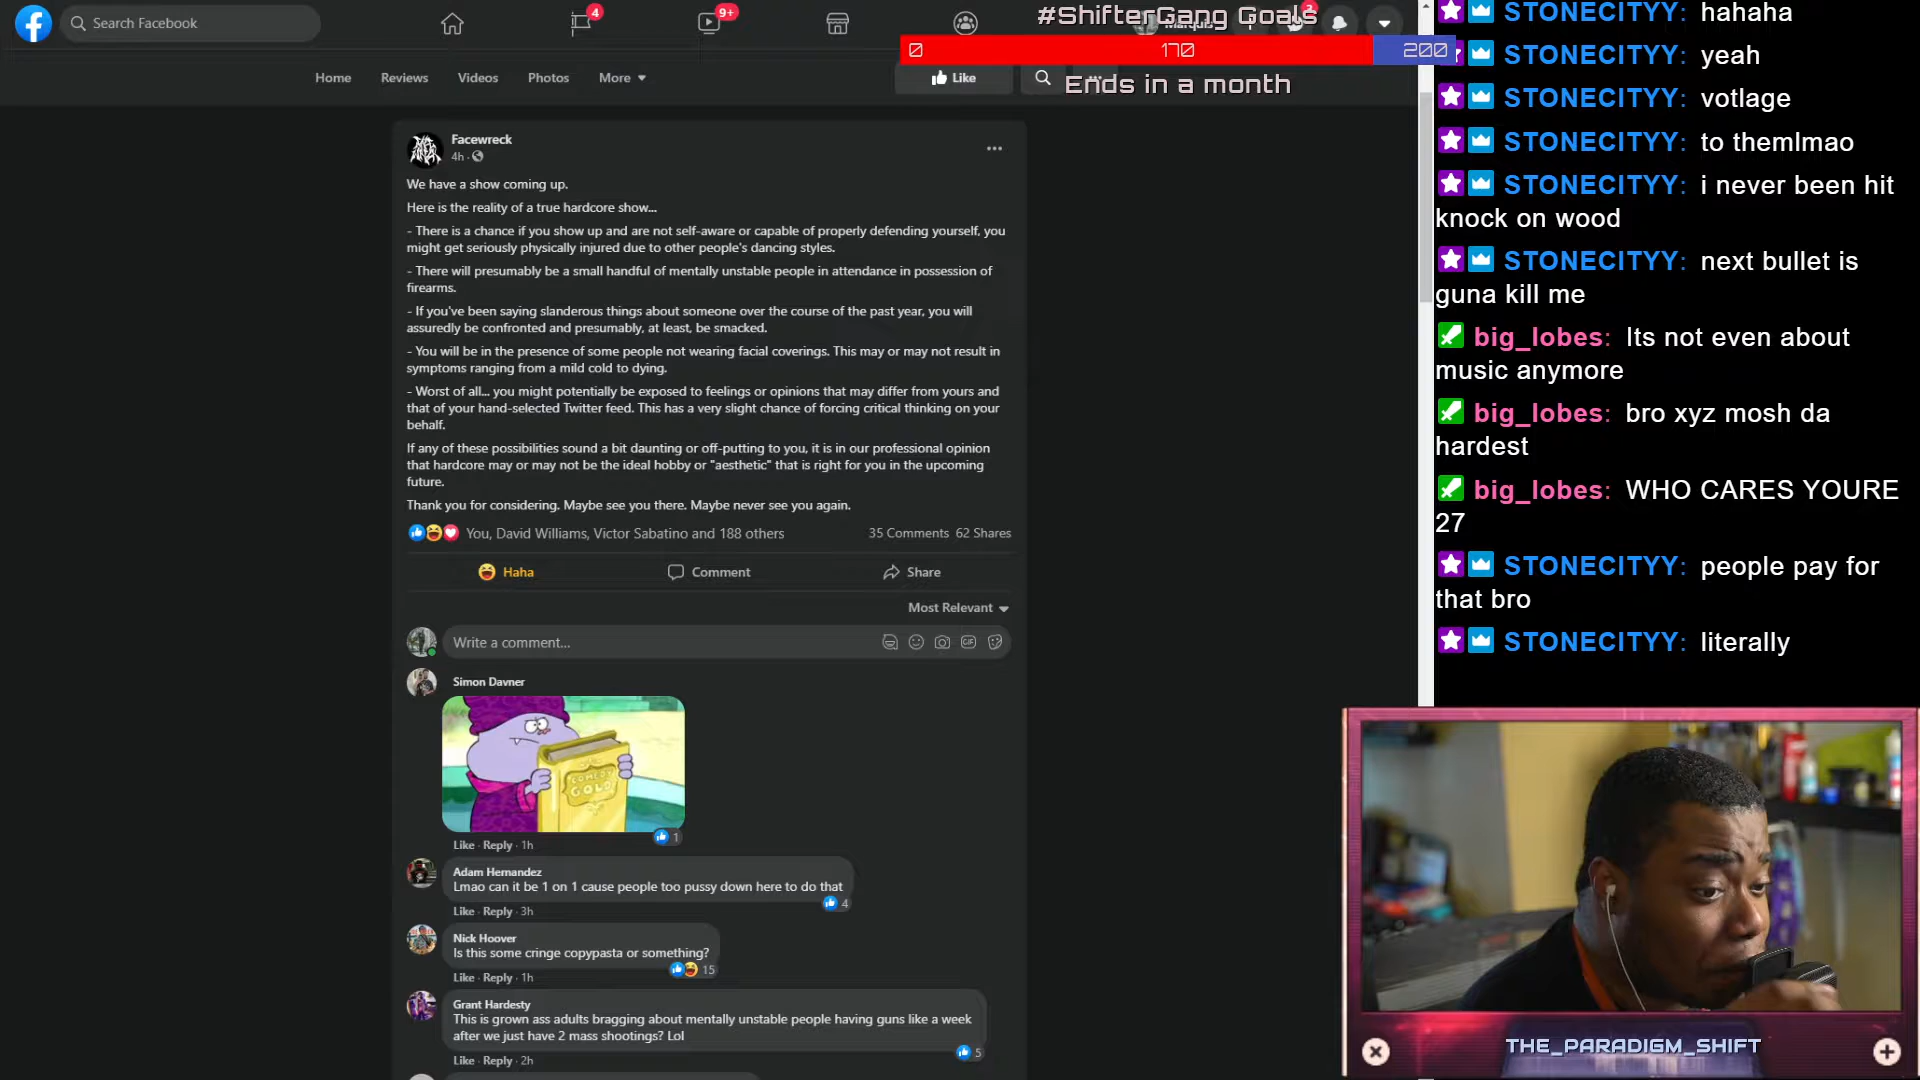 Search Facebook
4
9+
3
#ShifterGang Goals
0
170
200
Ends in a month
Home
Reviews
Videos
Photos
More
Like
Facewreck
4h ·
We have a show coming up.
Here is the reality of a true hardcore show...
- There is a chance if you show up and are not self-aware or capable of properly defending yourself, you
might get seriously physically injured due to other people's dancing styles.
- There will presumably be a small handful of mentally unstable people in attendance in possession of
firearms.
- If you've been saying slanderous things about someone over the course of the past year, you will
assuredly be confronted and presumably, at least, be smacked.
- You will be in the presence of some people not wearing facial coverings. This may or may not result in
symptoms ranging from a mild cold to dying.
- Worst of all... you might potentially be exposed to feelings or opinions that may differ from yours and
that of your hand-selected Twitter feed. This has a very slight chance of forcing critical thinking on your
behalf.
If any of these possibilities sound a bit daunting or off-putting to you, it is in our professional opinion
that hardcore may or may not be the ideal hobby or "aesthetic" that is right for you in the upcoming
future.
Thank you for considering. Maybe see you there. Maybe never see you again.
You, David Williams, Victor Sabatino and 188 others
35 Comments 62 Shares
Haha
Comment
Share
Most Relevant
Write a comment...
GIF
Simon Davner
COMEDY
GOLD
1
Like · Reply · 1h
Adam Hernandez
Lmao can it be 1 on 1 cause people too pussy down here to do that
4
Like · Reply · 3h
Nick Hoover
Is this some cringe copypasta or something?
15
Like · Reply · 1h
Grant Hardesty
This is grown ass adults bragging about mentally unstable people having guns like a week
after we just have 2 mass shootings? Lol
5
Like · Reply · 2h
STONECITYY: hahaha
STONECITYY: yeah
STONECITYY: votlage
STONECITYY: to themlmao
STONECITYY: i never been hit
knock on wood
STONECITYY: next bullet is
guna kill me
big_lobes: Its not even about
music anymore
big_lobes: bro xyz mosh da
hardest
big_lobes: WHO CARES YOURE
27
STONECITYY: people pay for
that bro
STONECITYY: literally
THE_PARADIGM_SHIFT